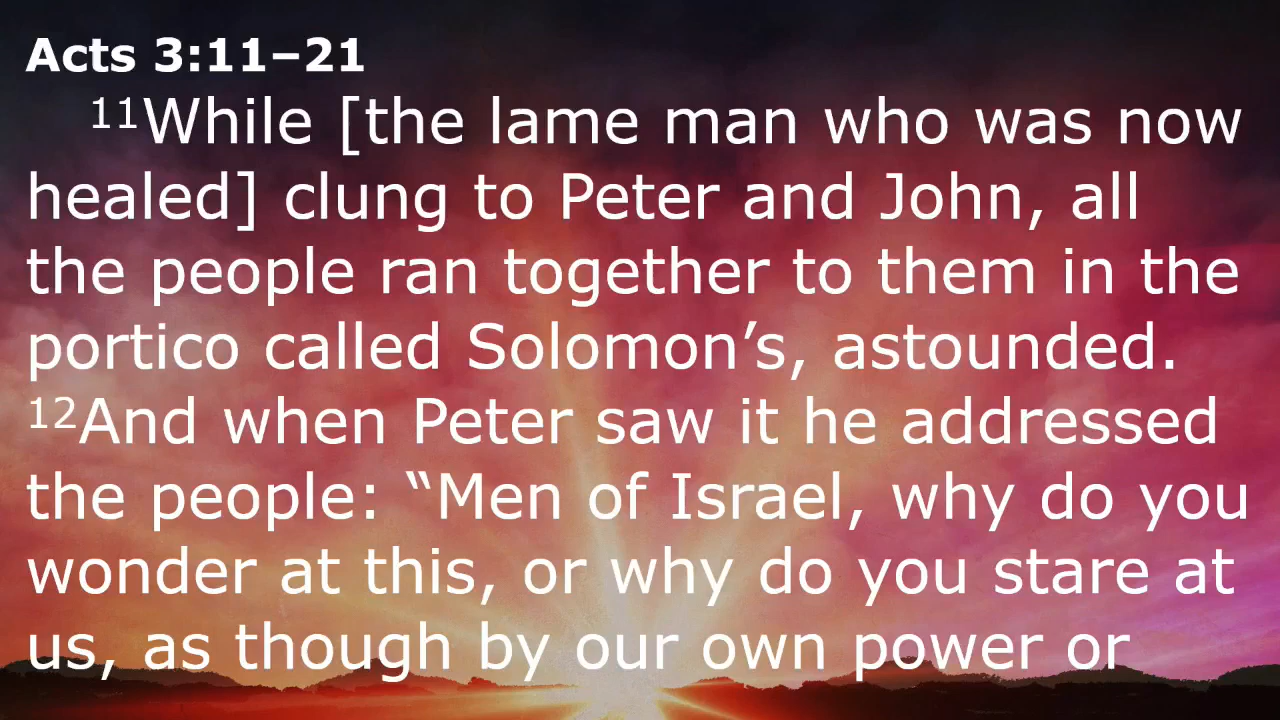 Acts 3:11–21
¹¹While [the lame man who was now
healed] clung to Peter and John, all
the people ran together to them in the
portico called Solomon’s, astounded.
¹²And when Peter saw it he addressed
the people: “Men of Israel, why do you
wonder at this, or why do you stare at
us, as though by our own power or